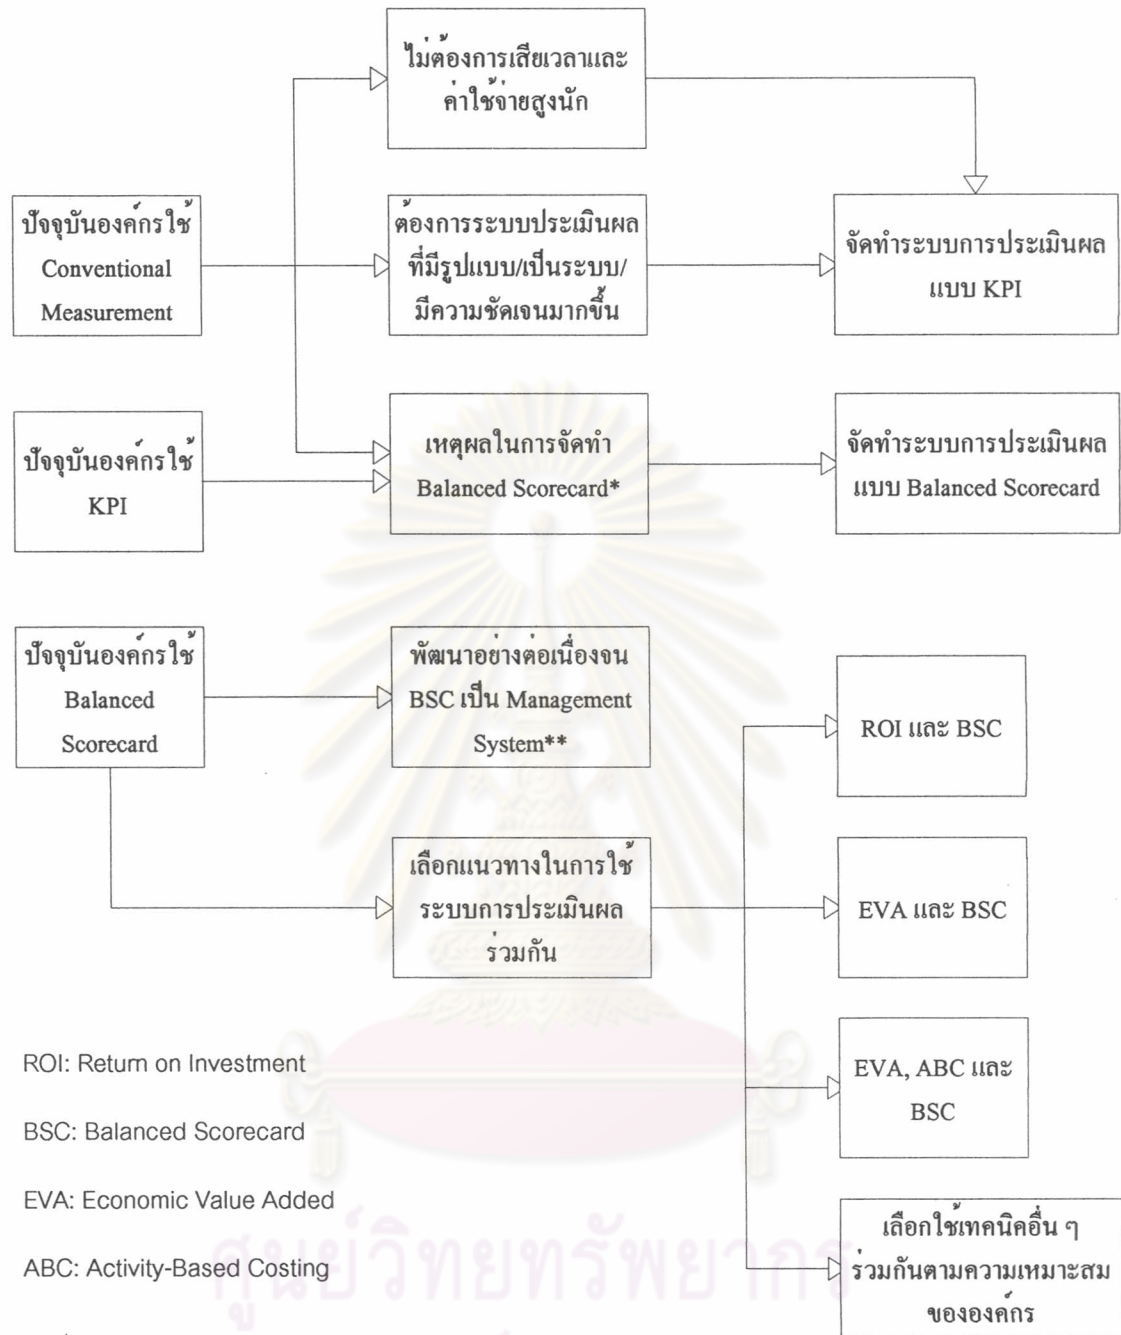 ไม่ต้องการเสียเวลาและ
ค่าใช้จ่ายสูงนัก
ปัจจุบันองค์กรใช้
Conventional
Measurement
ต้องการระบบประเมินผล
ที่มีรูปแบบ/เป็นระบบ/
มีความชัดเจนมากขึ้น
จัดทำระบบการประเมินผล
แบบ KPI
ปัจจุบันองค์กรใช้
KPI
เหตุผลในการจัดทำ
Balanced Scorecard*
จัดทำระบบการประเมินผล
แบบ Balanced Scorecard
ปัจจุบันองค์กรใช้
Balanced
Scorecard
พัฒนาอย่างต่อเนื่องจน
BSC เป็น Management
System**
ROI และ BSC
เลือกแนวทางในการใช้
ระบบการประเมินผล
ร่วมกัน
EVA และ BSC
EVA, ABC และ
BSC
เลือกใช้เทคนิคอื่น ๆ
ร่วมกันตามความเหมาะสม
ขององค์กร
ROI: Return on Investment
BSC: Balanced Scorecard
EVA: Economic Value Added
ABC: Activity-Based Costing
ศูนย์วิทยทรัพยากร